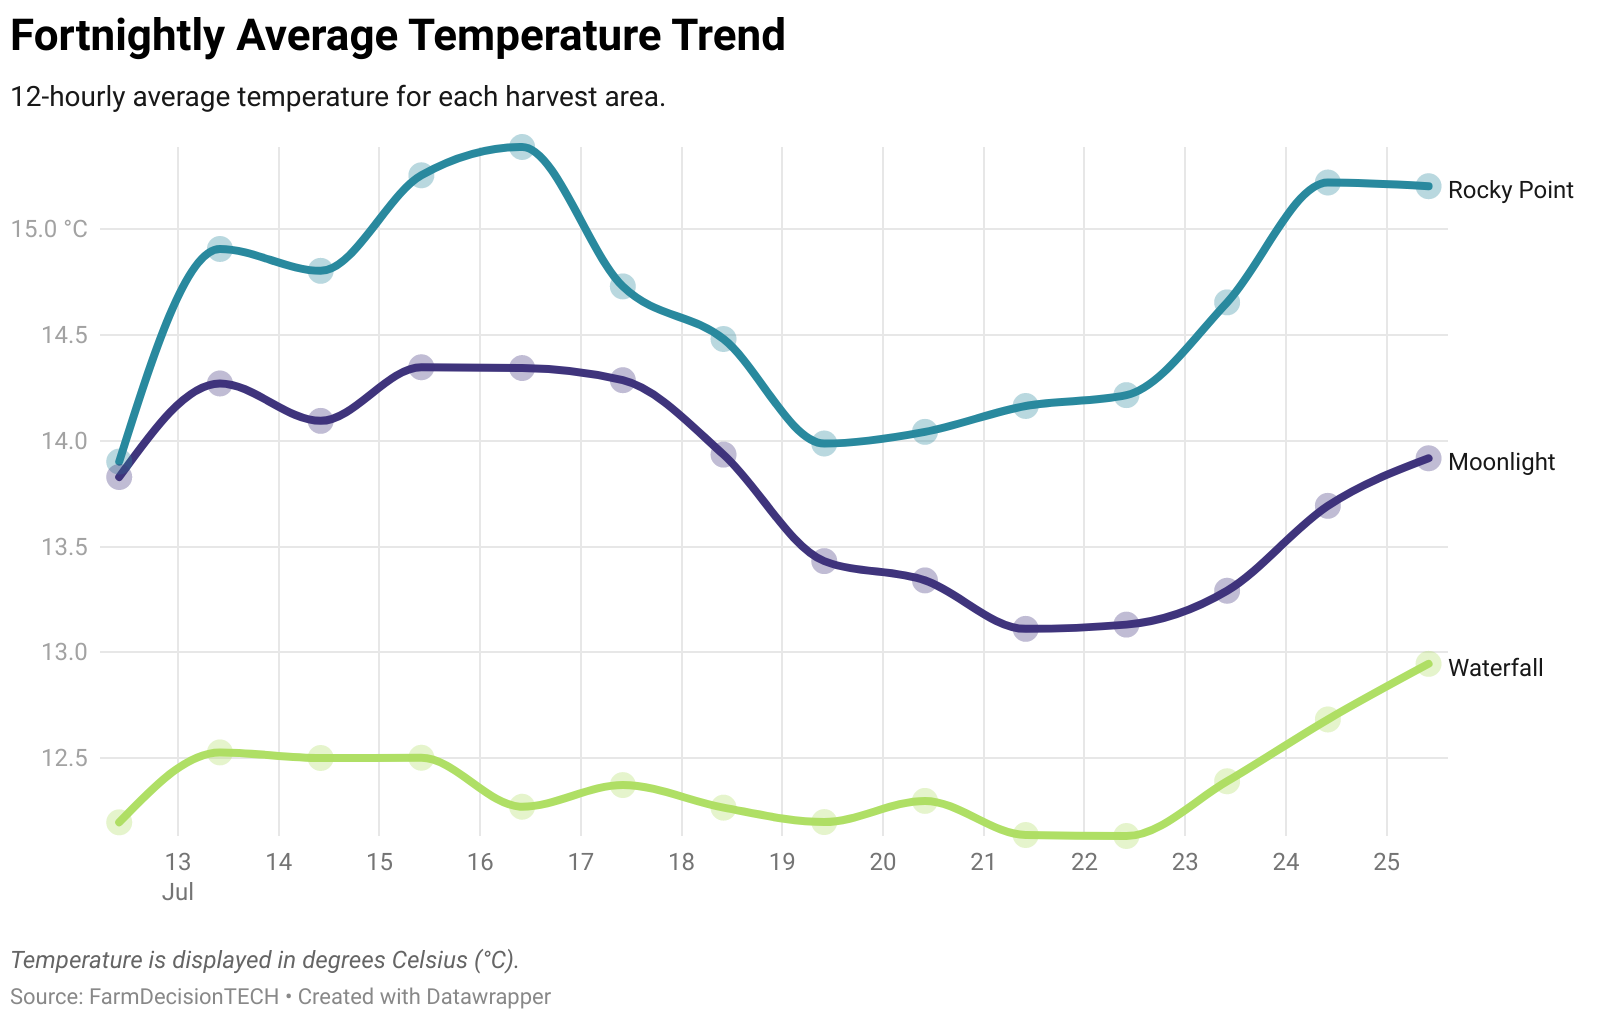 Fortnightly Average Temperature Trend
12-hourly average temperature for each harvest area.
15.0 °C
14.5
14.0
13.5
13.0
12.5
Rocky Point
Moonlight
Waterfall
13 14 15 16 17 18 19 20 21 22 23 24 25
Jul
Temperature is displayed in degrees Celsius (°C).
Source: FarmDecisionTECH • Created with Datawrapper